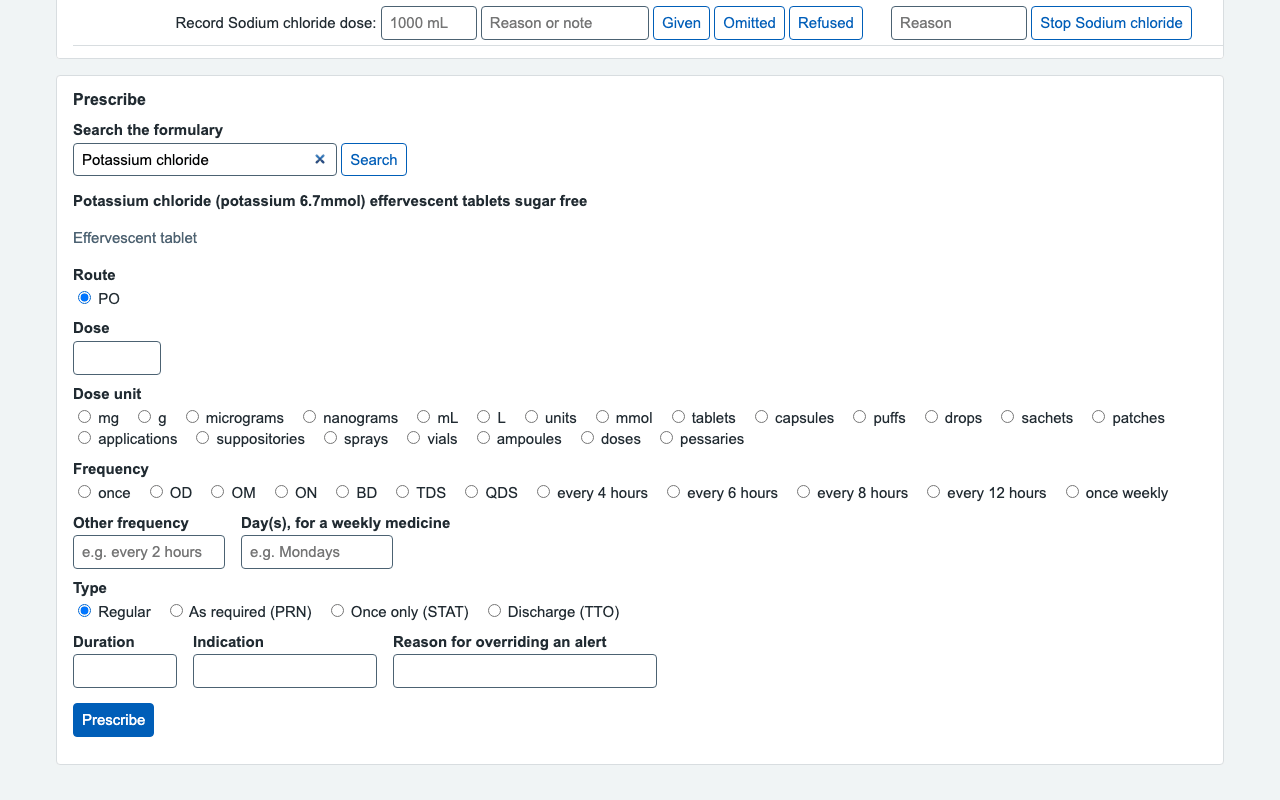 Record Sodium chloride dose: 1000 mL Reason or note Given Omitted Refused Reason Stop Sodium chloride
Prescribe
Search the formulary
Potassium chloride × Search
Potassium chloride (potassium 6.7mmol) effervescent tablets sugar free
Effervescent tablet
Route
PO
Dose
Dose unit
mg g micrograms nanograms mL L units mmol tablets capsules puffs drops sachets patches
applications suppositories sprays vials ampoules doses pessaries
Frequency
once OD OM ON BD TDS QDS every 4 hours every 6 hours every 8 hours every 12 hours once weekly
Other frequency Day(s), for a weekly medicine
e.g. every 2 hours e.g. Mondays
Type
Regular As required (PRN) Once only (STAT) Discharge (TTO)
Duration Indication Reason for overriding an alert
Prescribe